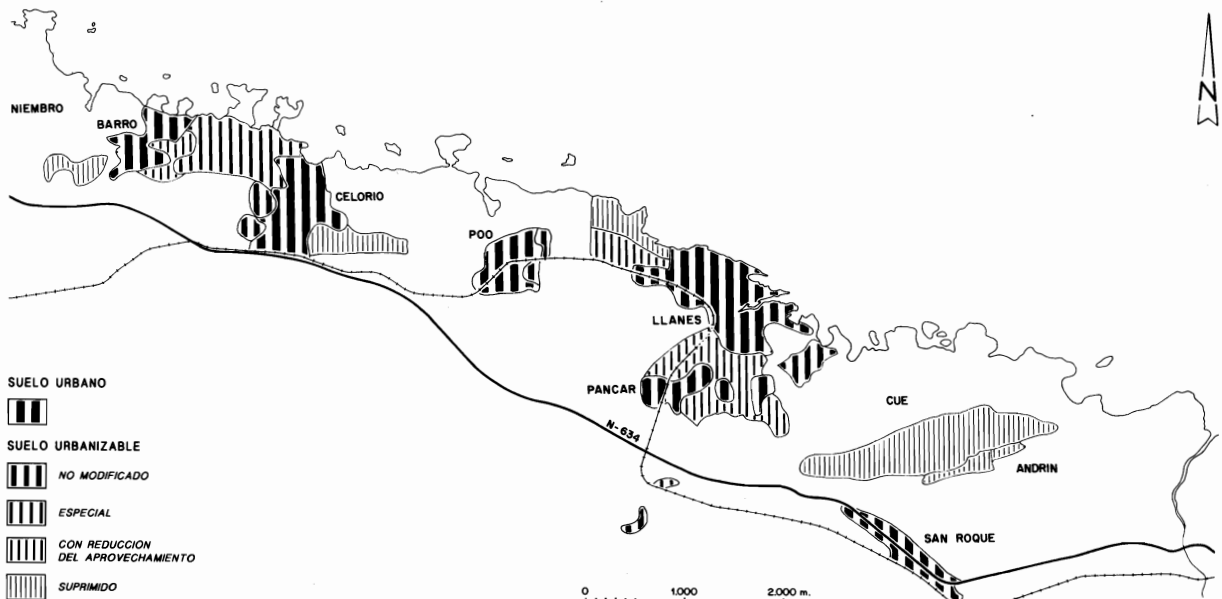 N
NIEMBRO
BARRO
CELORIO
POO
LLANES
PANCAR
CUE
N-634
ANDRIN
SAN ROQUE
SUELO URBANO
SUELO URBANIZABLE
NO MODIFICADO
ESPECIAL
CON REDUCCION
DEL APROVECHAMIENTO
SUPRIMIDO
0 1.000 2.000 m.